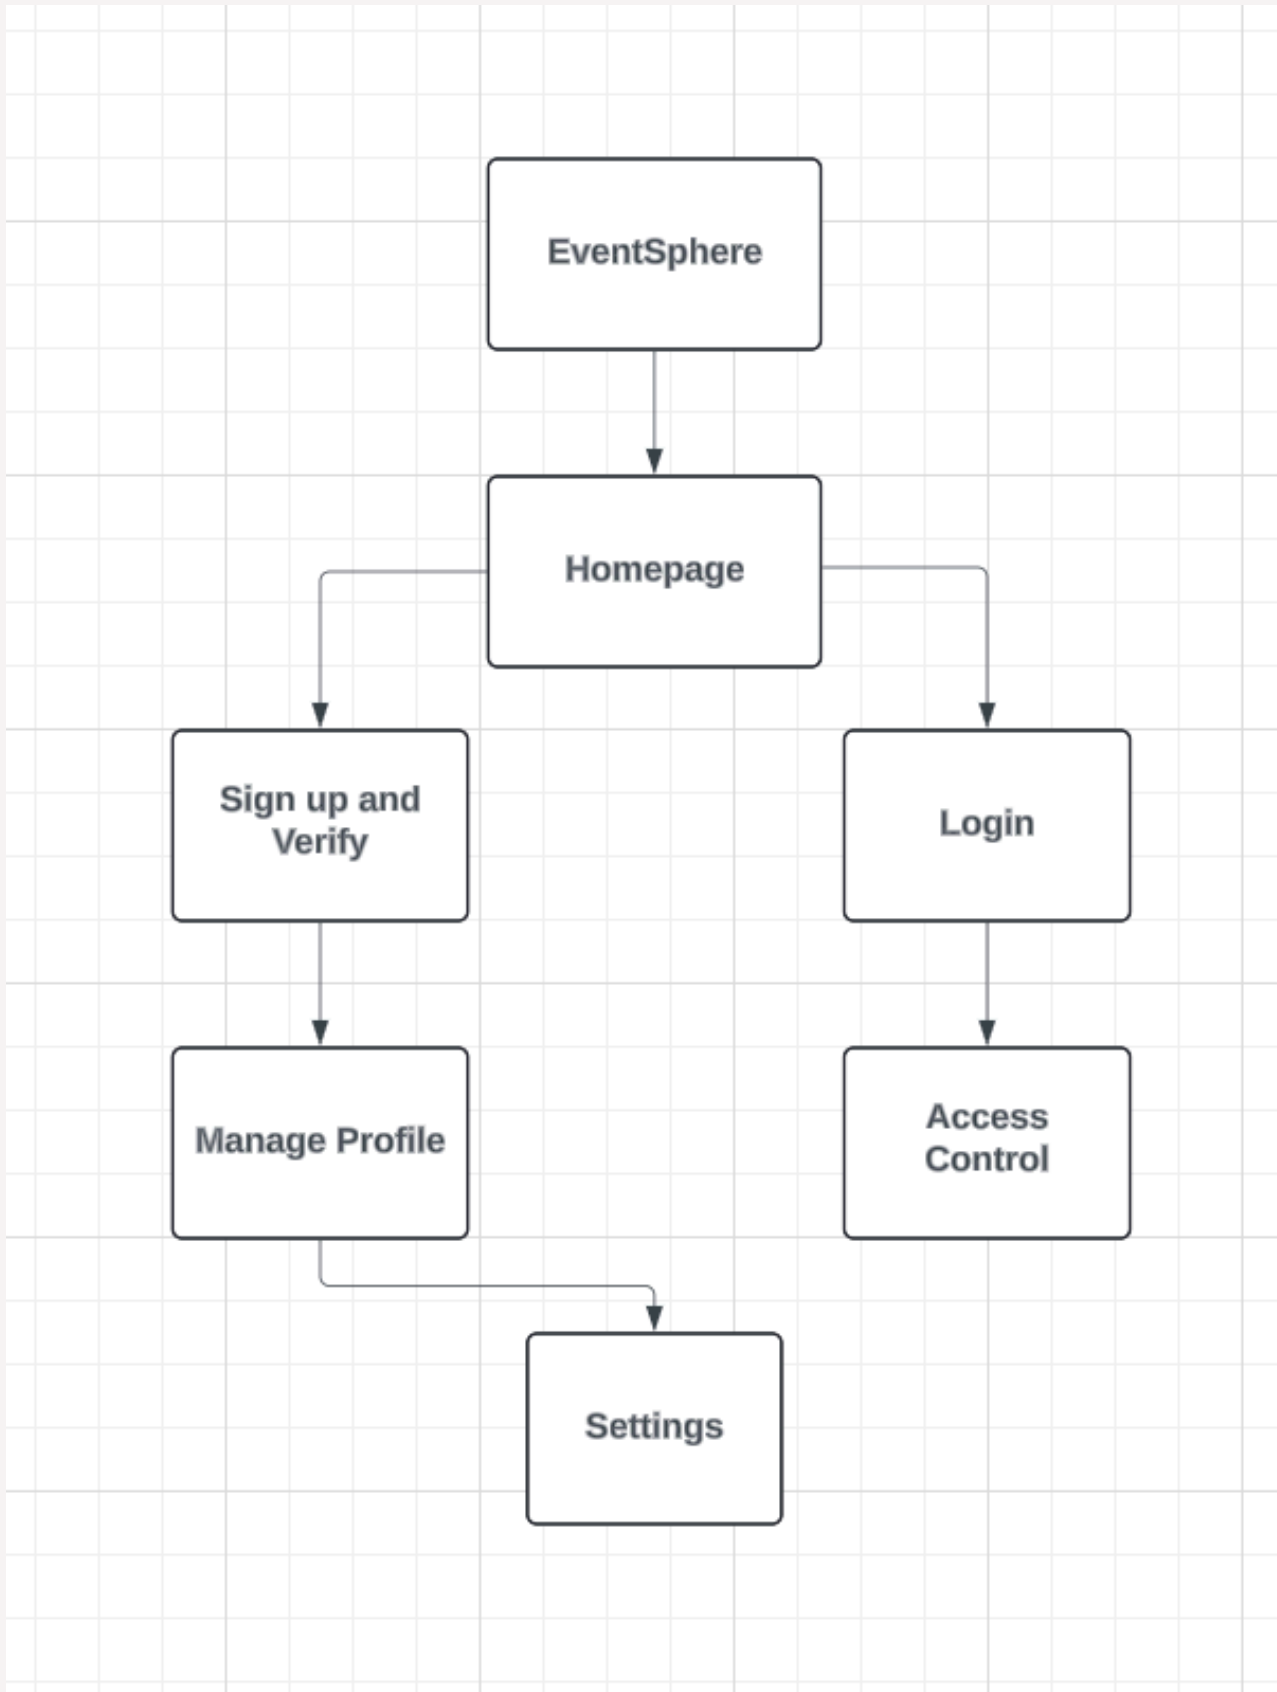 EventSphere
Homepage
Sign up and
Verify
Login
Manage Profile
Access
Control
Settings